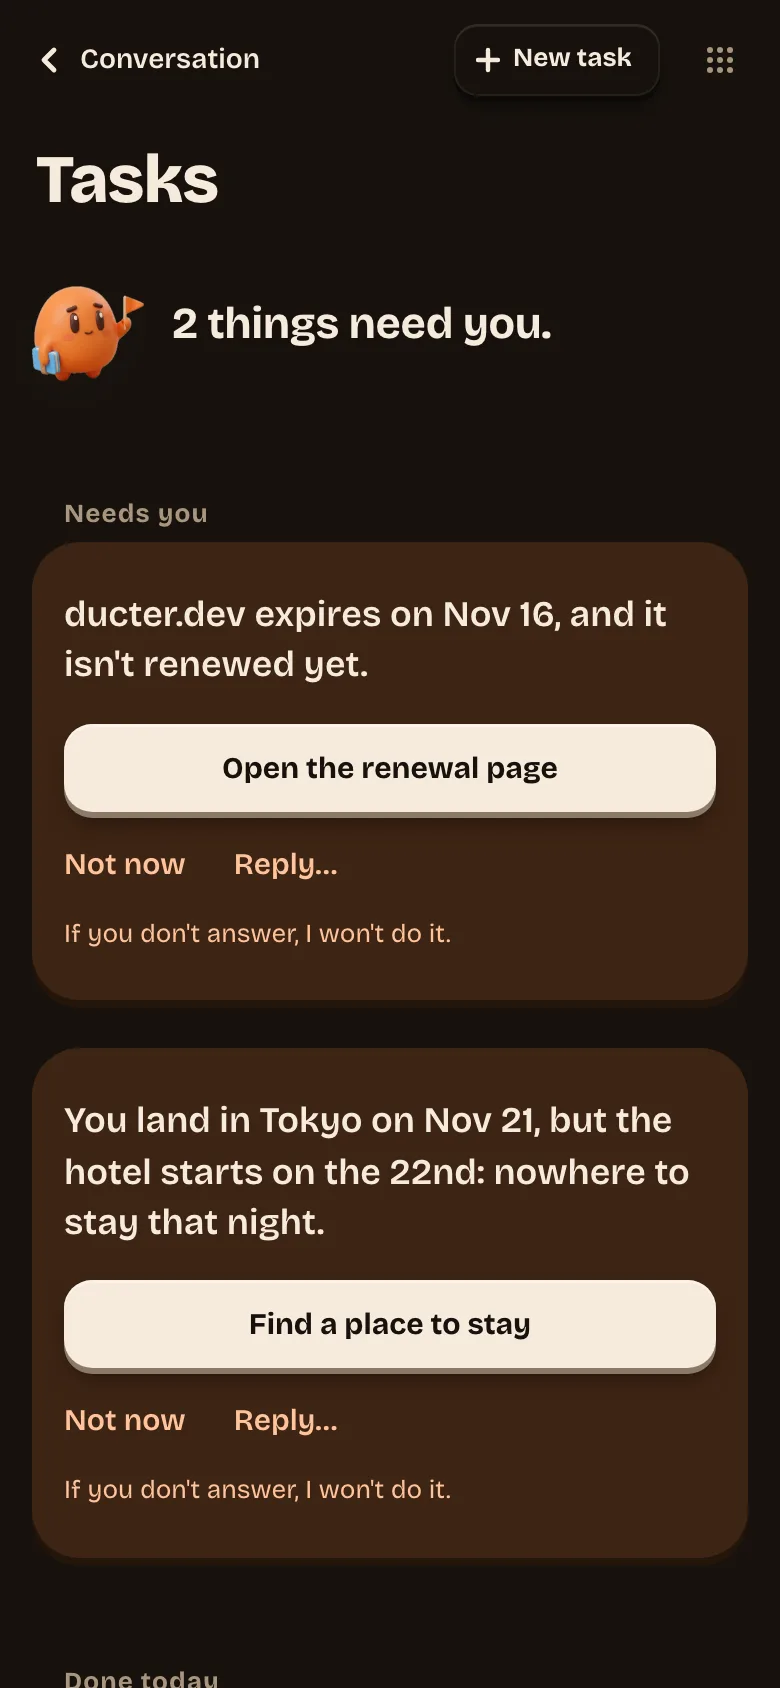 Conversation
New task
Tasks
2 things need you.
Needs you
ducter.dev expires on Nov 16, and it
isn't renewed yet.
Open the renewal page
Not now Reply...
If you don't answer, I won't do it.
You land in Tokyo on Nov 21, but the
hotel starts on the 22nd: nowhere to
stay that night.
Find a place to stay
Not now Reply...
If you don't answer, I won't do it.
Done today